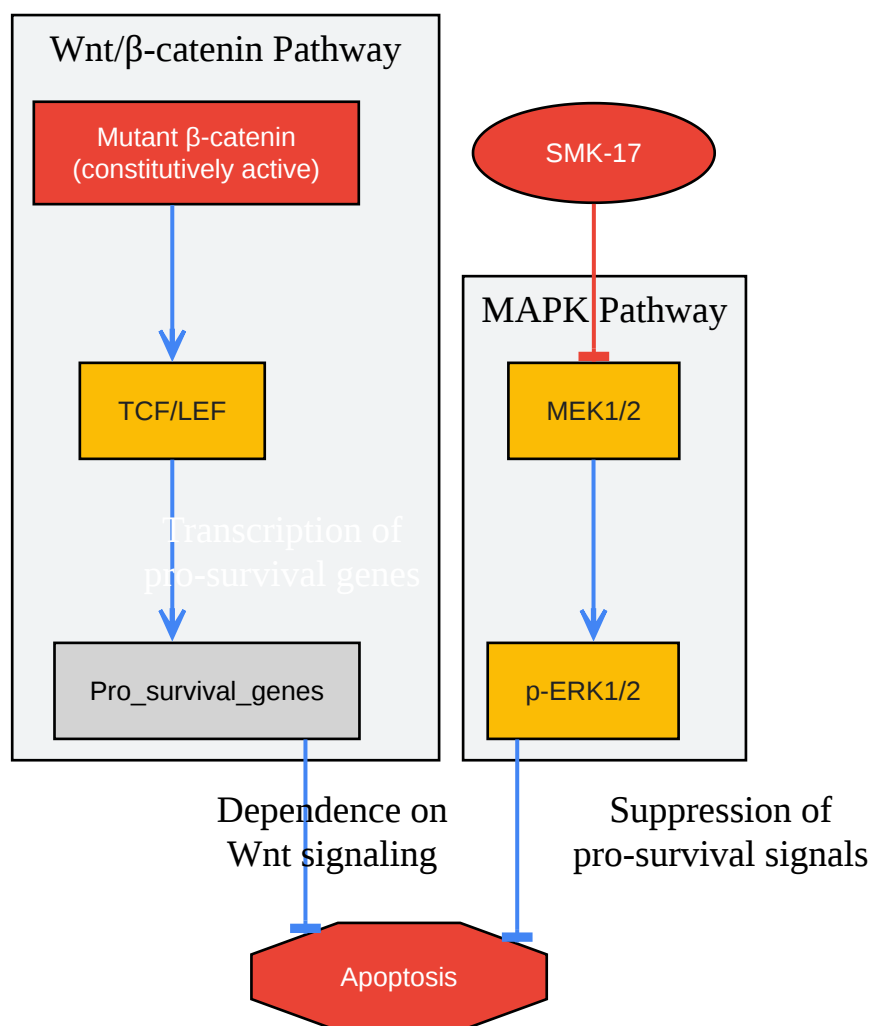 Wnt/β-catenin Pathway
Mutant β-catenin
(constitutively active)
SMK-17
MAPK Pathway
TCF/LEF
MEK1/2
Transcription of
pro-survival genes
Pro_survival_genes
p-ERK1/2
Dependence on
Wnt signaling
Suppression of
pro-survival signals
Apoptosis